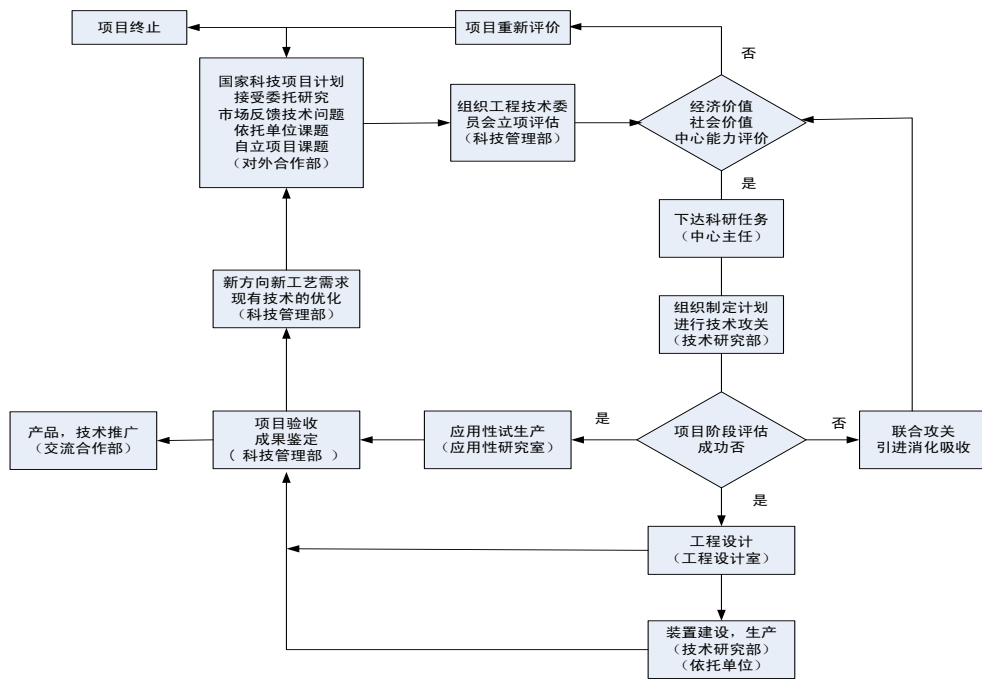 项目终止
项目重新评价
否
国家科技项目计划
接受委托研究
市场反馈技术问题
依托单位课题
自立项目课题
（对外合作部）
组织工程技术委
员会立项评估
（科技管理部）
经济价值
社会价值
中心能力评价
是
下达科研任务
（中心主任）
新方向新工艺需求
现有技术的优化
（科技管理部）
组织制定计划
进行技术攻关
（技术研究部）
产品，技术推广
（交流合作部）
项目验收
成果鉴定
（ 科技管理部 ）
应用性试生产
（应用性研究室）
是
项目阶段评估
成功否
否
联合攻关
引进消化吸收
是
工程设计
（工程设计室）
装置建设，生产
（技术研究部）
（依托单位）